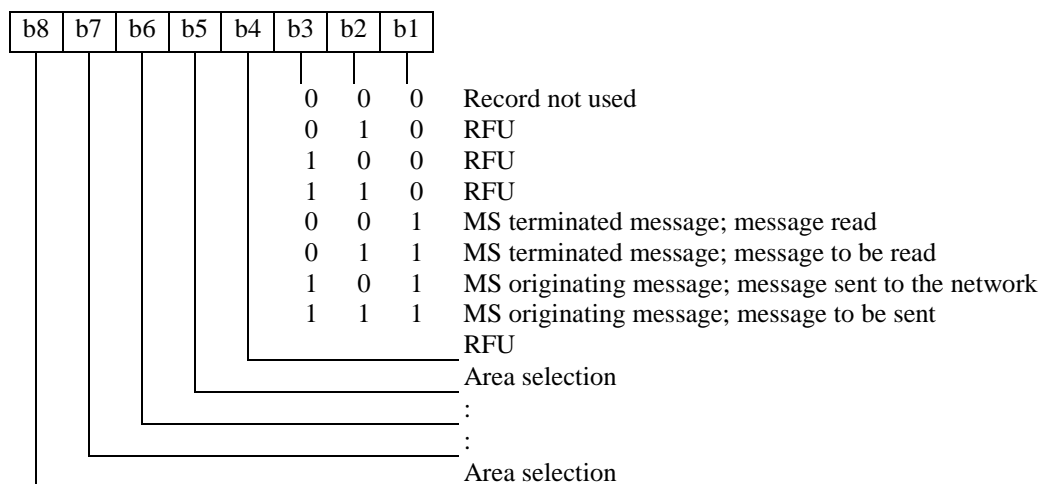 b8 b7 b6 b5 b4 b3 b2 b1
0 0 0 Record not used
0 1 0 RFU
1 0 0 RFU
1 1 0 RFU
0 0 1 MS terminated message; message read
0 1 1 MS terminated message; message to be read
1 0 1 MS originating message; message sent to the network
1 1 1 MS originating message; message to be sent
RFU
Area selection
:
:
Area selection